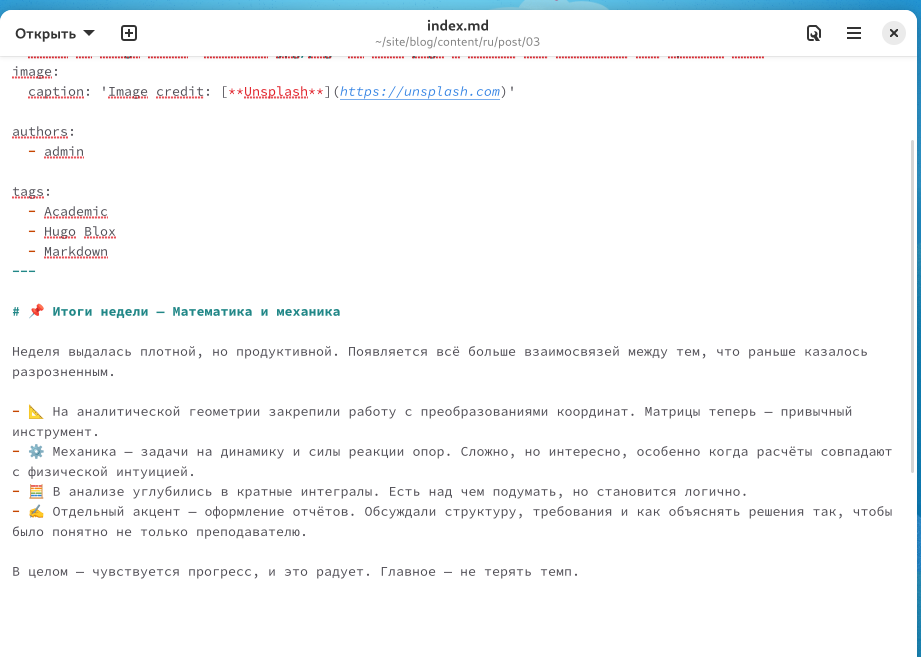 Открыть
index.md
~/site/blog/content/ru/post/03
image:
caption: 'Image credit: [**Unsplash**](https://unsplash.com)'
authors:
- admin
tags:
- Academic
- Hugo Blox
- Markdown
---
# 📌 Итоги недели — Математика и механика
Неделя выдалась плотной, но продуктивной. Появляется всё больше взаимосвязей между тем, что раньше казалось
разрозненным.
- 📐 На аналитической геометрии закрепили работу с преобразованиями координат. Матрицы теперь — привычный
инструмент.
- ⚙️ Механика — задачи на динамику и силы реакции опор. Сложно, но интересно, особенно когда расчёты совпадают
с физической интуицией.
- 🧮 В анализе углубились в кратные интегралы. Есть над чем подумать, но становится логично.
- ✍️ Отдельный акцент — оформление отчётов. Обсуждали структуру, требования и как объяснять решения так, чтобы
было понятно не только преподавателю.
В целом — чувствуется прогресс, и это радует. Главное — не терять темп.